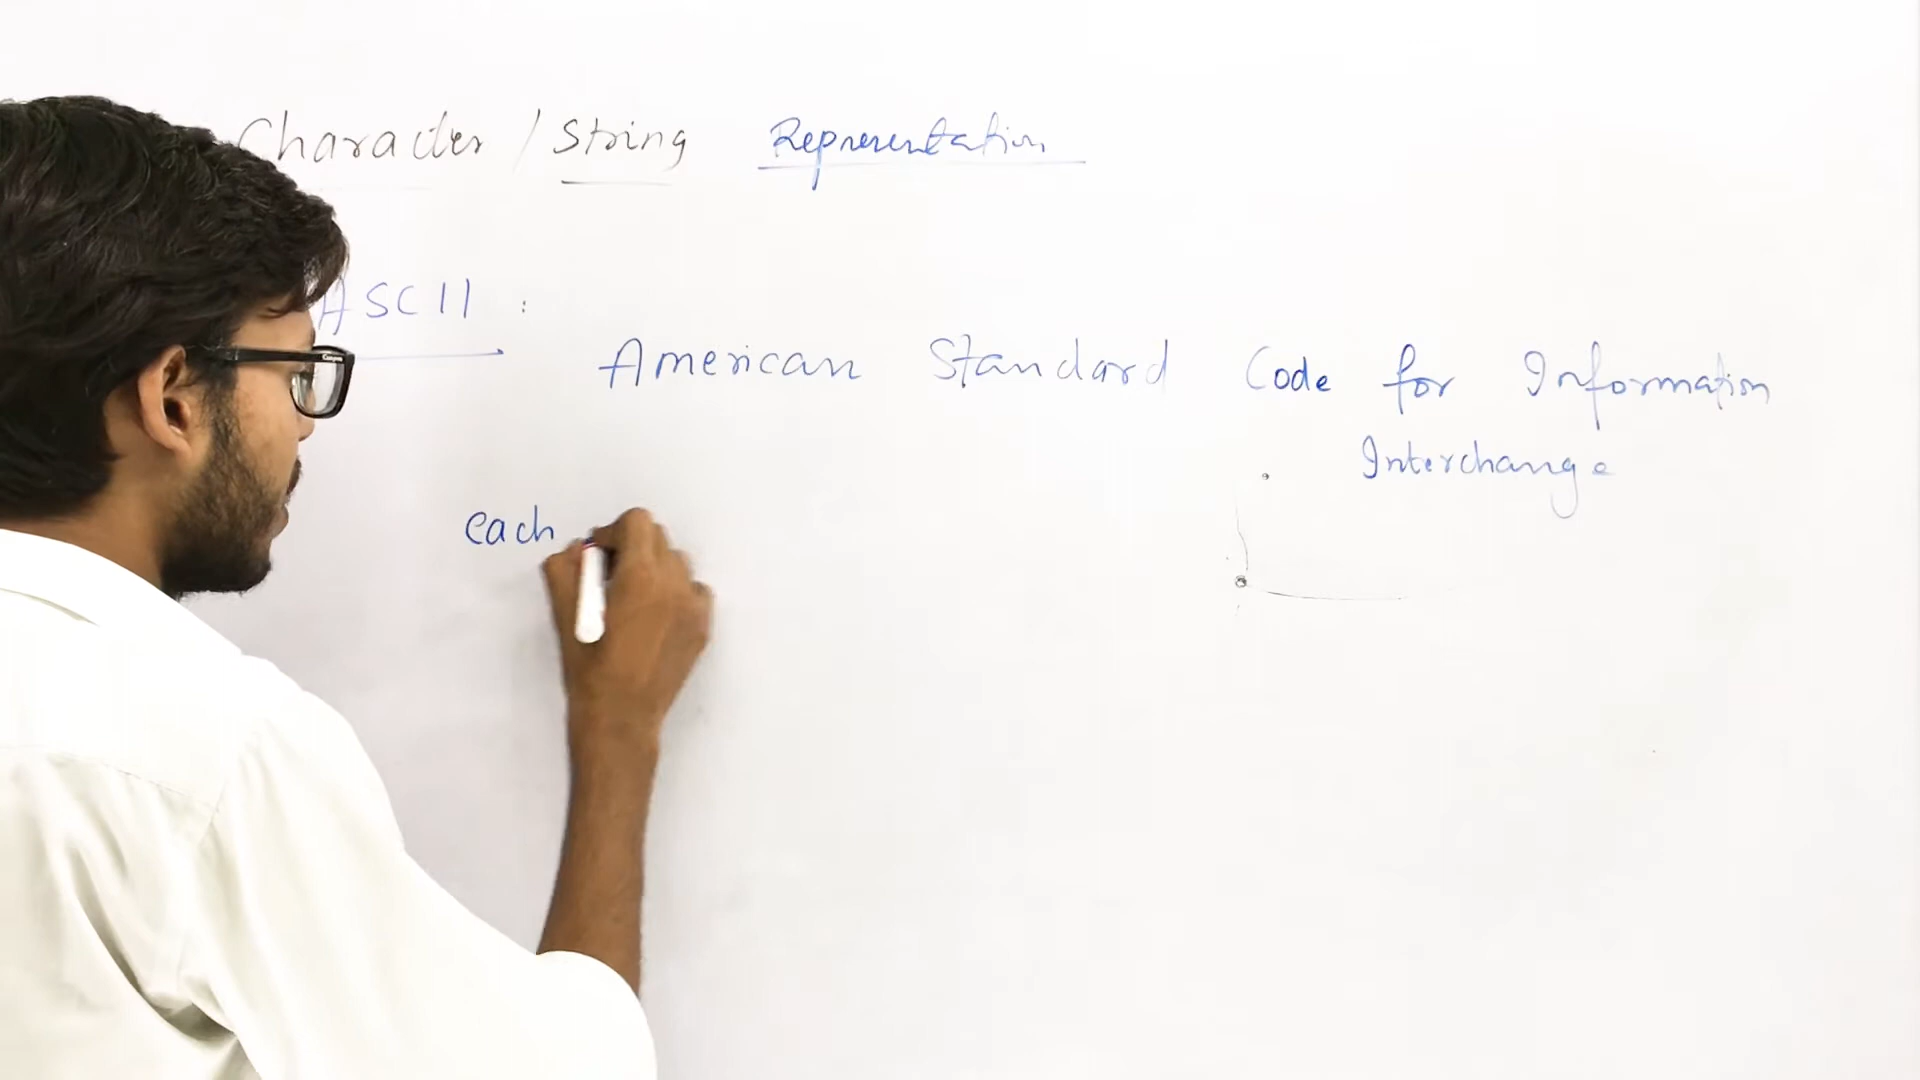 Character / String Representation
ASCII :
American Standard Code for Information
Interchange
each